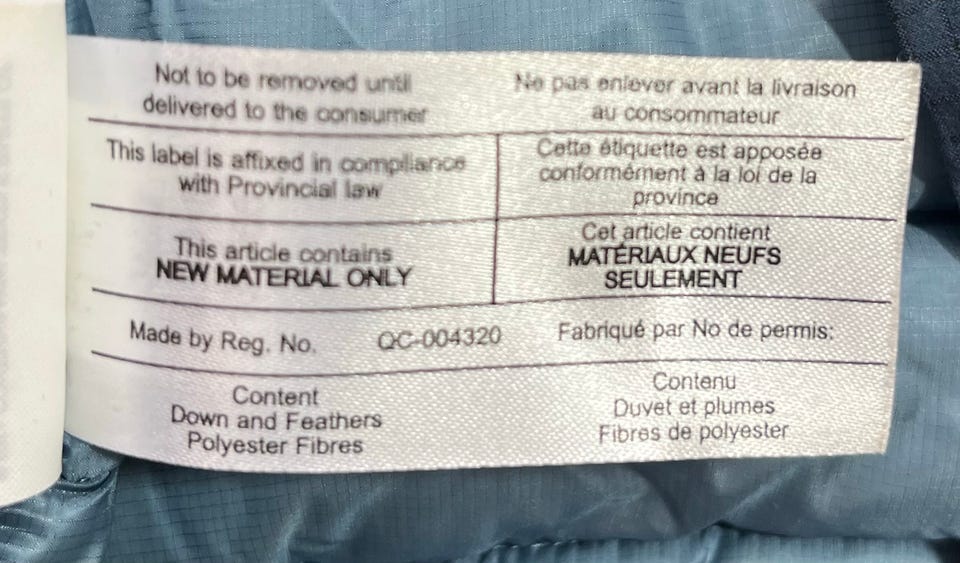 Not to be removed until
delivered to the consumer
Ne pas enlever avant la livraison
au consommateur
This label is affixed in compliance
with Provincial law
Cette étiquette est apposée
conformément à la loi de la
province
This article contains
NEW MATERIAL ONLY
Cet article contient
MATÉRIAUX NEUFS
SEULEMENT
Made by Reg. No. QC-004320 Fabriqué par No de permis:
Content
Down and Feathers
Polyester Fibres
Contenu
Duvet et plumes
Fibres de polyester